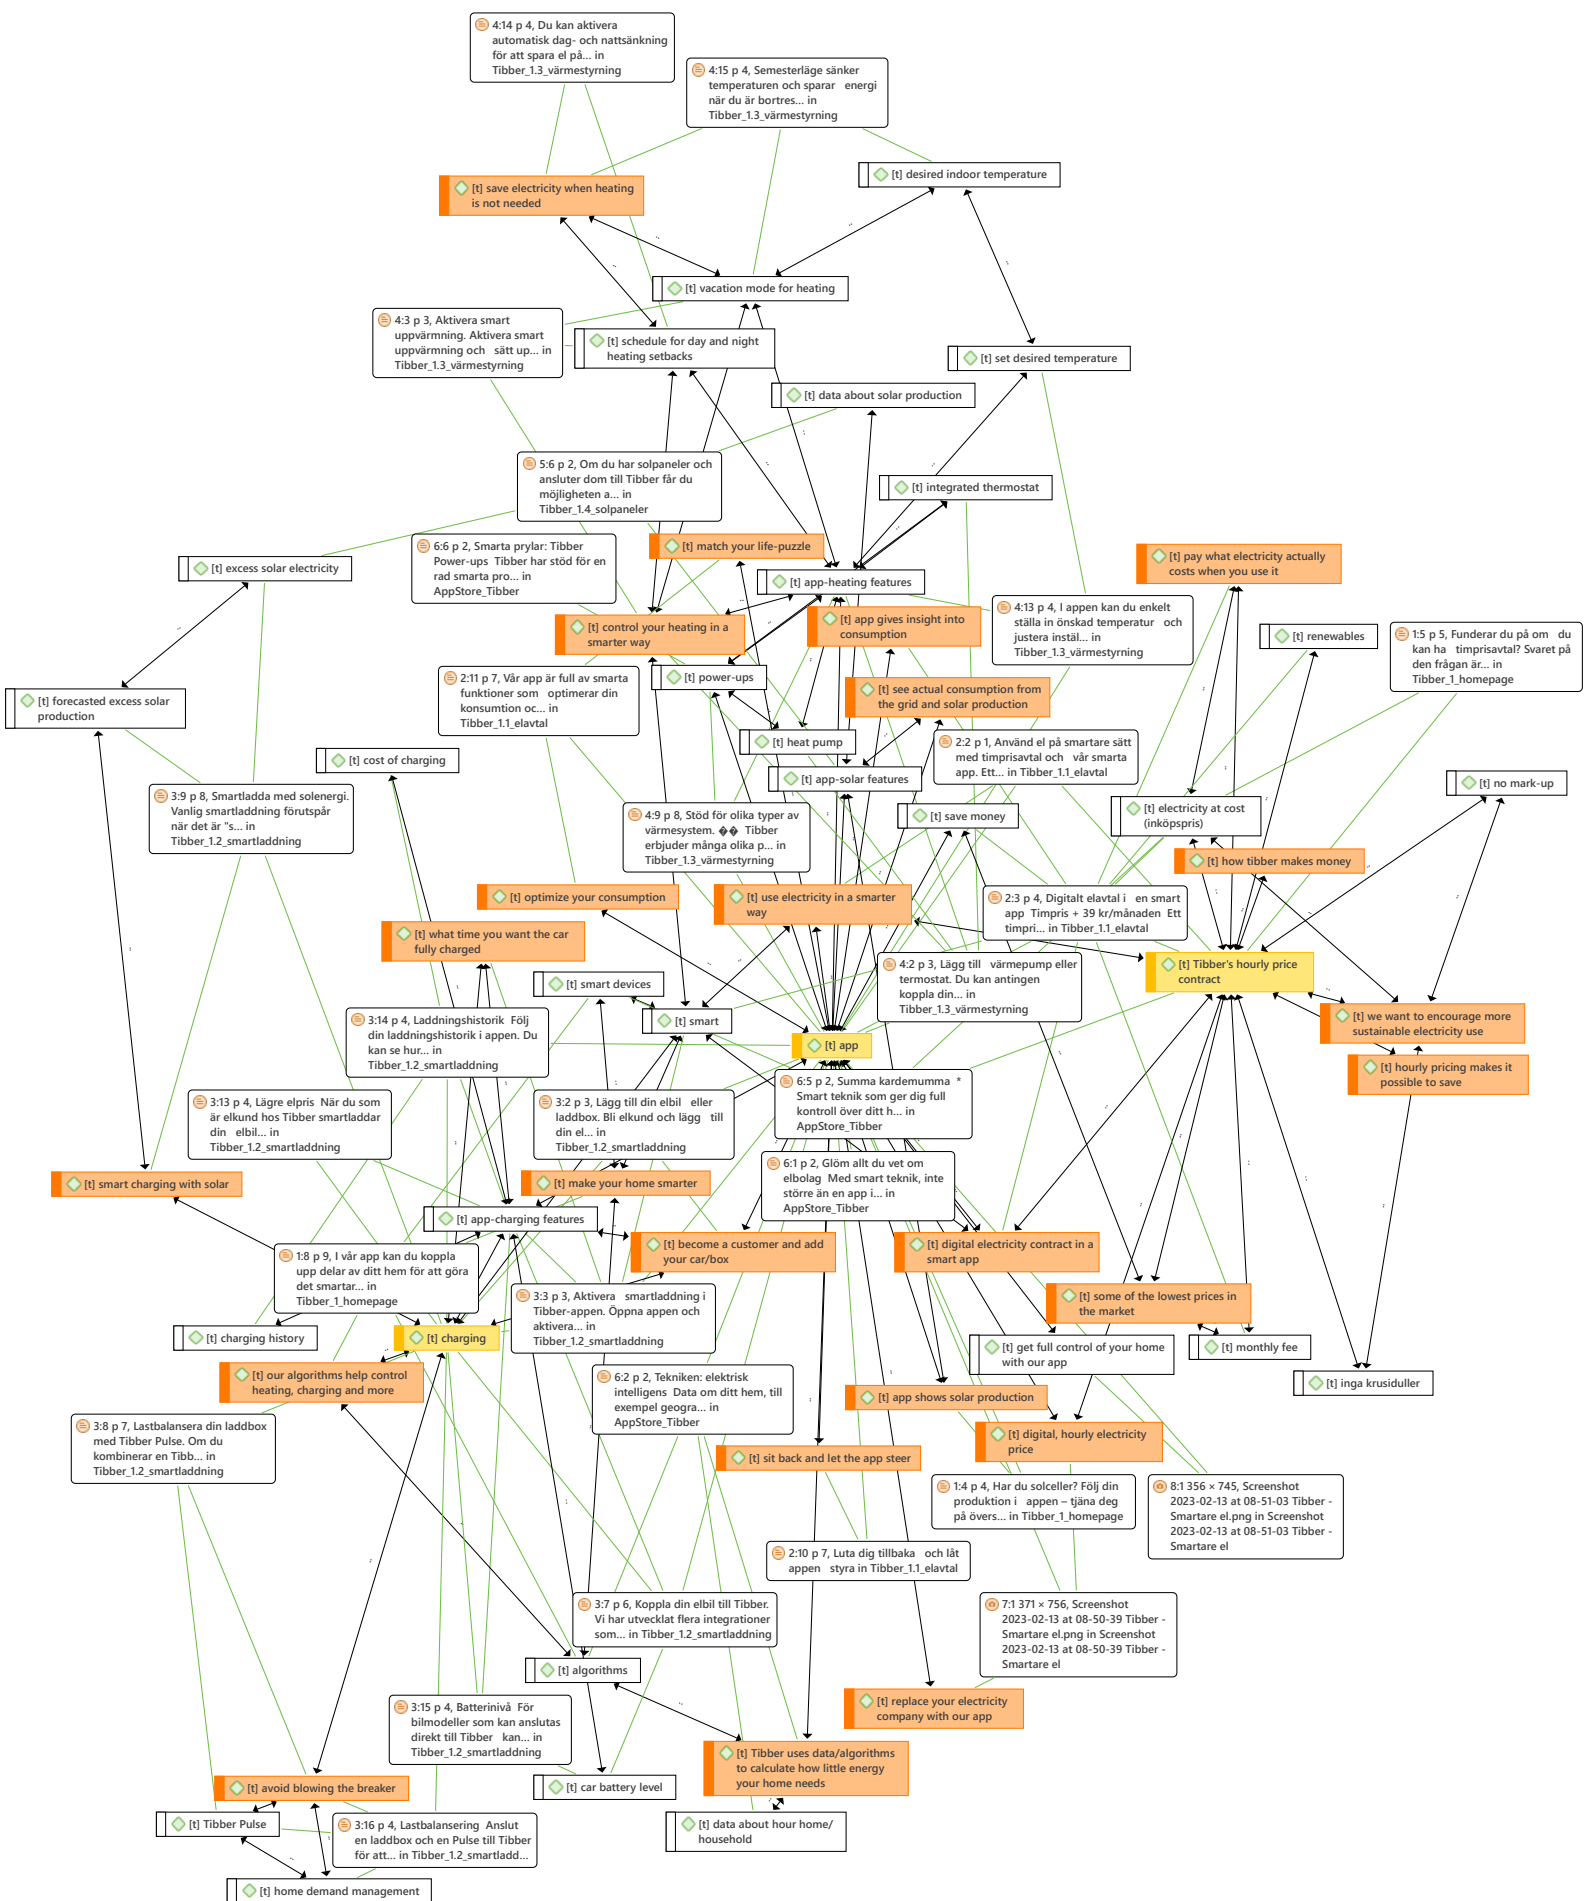 4:14 p 4, Du kan aktivera
automatisk dag- och nattsänkning
för att spara el på... in
Tibber_1.3_värmestyrning
4:15 p 4, Semesterläge sänker
temperaturen och sparar energi
när du är bortres... in
Tibber_1.3_värmestyrning
[t] desired indoor temperature
[t] save electricity when heating
is not needed
[t] vacation mode for heating
4:3 p 3, Aktivera smart
uppvärmning. Aktivera smart
uppvärmning och sätt up... in
Tibber_1.3_värmestyrning
[t] schedule for day and night
heating setbacks
[t] set desired temperature
[t] data about solar production
5:6 p 2, Om du har solpaneler och
ansluter dom till Tibber får du
möjligheten a... in
Tibber_1.4_solpaneler
[t] integrated thermostat
6:6 p 2, Smarta prylar: Tibber
Power-ups Tibber har stöd för en
rad smarta pro... in
AppStore_Tibber
[t] match your life-puzzle
[t] excess solar electricity
[t] app-heating features
[t] pay what electricity actually
costs when you use it
4:13 p 4, I appen kan du enkelt
ställa in önskad temperatur och
justera instäl... in
Tibber_1.3_värmestyrning
[t] control your heating in a
smarter way
[t] app gives insight into
consumption
[t] renewables
1:5 p 5, Funderar du på om du
kan ha timprisavtal? Svaret på
den frågan är... in
Tibber_1_homepage
2:11 p 7, Vår app är full av smarta
funktioner som optimerar din
konsumtion oc... in
Tibber_1.1_elavtal
[t] power-ups
[t] see actual consumption from
the grid and solar production
[t] forecasted excess solar
production
[t] heat pump
2:2 p 1, Använd el på smartare sätt
med timprisavtal och vår smarta
app. Ett... in Tibber_1.1_elavtal
[t] cost of charging
[t] app-solar features
[t] no mark-up
3:9 p 8, Smartladda med solenergi.
Vanlig smartladdning förutspår
när det är "s... in
Tibber_1.2_smartladdning
4:9 p 8, Stöd för olika typer av
värmesystem. �� Tibber
erbjuder många olika p... in
Tibber_1.3_värmestyrning
[t] save money
[t] electricity at cost
(inköpspris)
[t] how tibber makes money
[t] optimize your consumption
[t] use electricity in a smarter
way
2:3 p 4, Digitalt elavtal i en smart
app Timpris + 39 kr/månaden Ett
timpri... in Tibber_1.1_elavtal
[t] what time you want the car
fully charged
[t] smart devices
4:2 p 3, Lägg till värmepump eller
termostat. Du kan antingen
koppla din... in
Tibber_1.3_värmestyrning
[t] Tibber's hourly price
contract
3:14 p 4, Laddningshistorik Följ
din laddningshistorik i appen. Du
kan se hur... in
Tibber_1.2_smartladdning
[t] smart
[t] app
[t] we want to encourage more
sustainable electricity use
[t] hourly pricing makes it
possible to save
3:13 p 4, Lägre elpris När du som
är elkund hos Tibber smartladdar
din elbil... in
Tibber_1.2_smartladdning
3:2 p 3, Lägg till din elbil eller
laddbox. Bli elkund och lägg till
din el... in
Tibber_1.2_smartladdning
6:5 p 2, Summa kardemumma *
Smart teknik som ger dig full
kontroll över ditt h... in
AppStore_Tibber
6:1 p 2, Glöm allt du vet om
elbolag Med smart teknik, inte
större än en app i... in
AppStore_Tibber
[t] smart charging with solar
[t] make your home smarter
[t] app-charging features
[t] become a customer and add
your car/box
[t] digital electricity contract in a
smart app
1:8 p 9, I vår app kan du koppla
upp delar av ditt hem för att göra
det smartar... in
Tibber_1_homepage
3:3 p 3, Aktivera smartladdning i
Tibber-appen. Öppna appen och
aktivera... in
Tibber_1.2_smartladdning
[t] some of the lowest prices in
the market
[t] charging history
[t] charging
[t] get full control of your home
with our app
[t] monthly fee
[t] our algorithms help control
heating, charging and more
6:2 p 2, Tekniken: elektrisk
intelligens Data om ditt hem, till
exempel geogra... in
AppStore_Tibber
[t] app shows solar production
[t] inga krusiduller
3:8 p 7, Lastbalansera din laddbox
med Tibber Pulse. Om du
kombinerar en Tibb... in
Tibber_1.2_smartladdning
[t] digital, hourly electricity
price
[t] sit back and let the app steer
1:4 p 4, Har du solceller? Följ din
produktion i appen – tjäna deg
på övers... in Tibber_1_homepage
8:1 356 × 745, Screenshot
2023-02-13 at 08-51-03 Tibber -
Smartare el.png in Screenshot
2023-02-13 at 08-51-03 Tibber -
Smartare el
2:10 p 7, Luta dig tillbaka och låt
appen styra in Tibber_1.1_elavtal
3:7 p 6, Koppla din elbil till Tibber.
Vi har utvecklat flera integrationer
som... in Tibber_1.2_smartladdning
7:1 371 × 756, Screenshot
2023-02-13 at 08-50-39 Tibber -
Smartare el.png in Screenshot
2023-02-13 at 08-50-39 Tibber -
Smartare el
[t] algorithms
3:15 p 4, Batterinivå För
bilmodeller som kan anslutas
direkt till Tibber kan... in
Tibber_1.2_smartladdning
[t] replace your electricity
company with our app
[t] Tibber uses data/algorithms
to calculate how little energy
your home needs
[t] avoid blowing the breaker
[t] car battery level
[t] Tibber Pulse
3:16 p 4, Lastbalansering Anslut
en laddbox och en Pulse till Tibber
för att... in Tibber_1.2_smartladd...
[t] data about hour home/
household
[t] home demand management